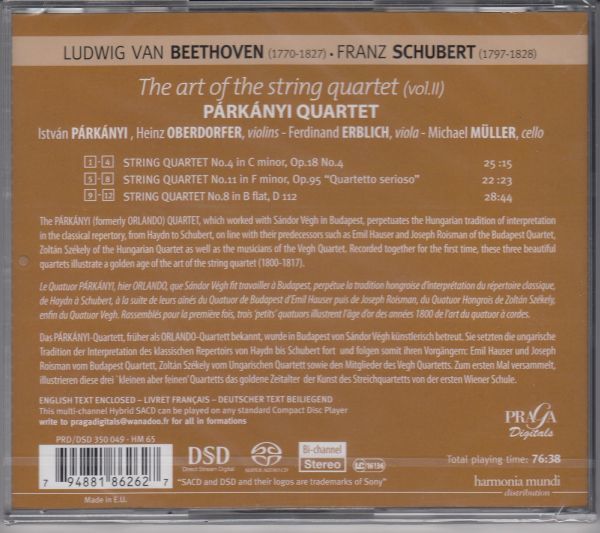 LUDWIG VAN BEETHOVEN (1770-1827) • FRANZ SCHUBERT (1797-1828)
The art of the string quartet (vol.II)
PÁRKÁNYI QUARTET
István PÁRKÁNYI , Heinz OBERDORFER, violins - Ferdinand ERBLICH, viola - Michael MÜLLER, cello
1 - 4 STRING QUARTET No.4 in C minor, Op.18 No.4 25 :15
5 - 8 STRING QUARTET No.11 in F minor, Op.95 “Quartetto serioso” 22 :23
9 - 12 STRING QUARTET No.8 in B flat, D 112 28:44
The PÁRKÁNYI (formerly ORLANDO) QUARTET, which worked with Sándor Végh in Budapest, perpetuates the Hungarian tradition of interpretation
in the classical repertory, from Haydn to Schubert, on line with their predecessors such as Emil Hauser and Joseph Roisman of the Budapest Quartet,
Zoltán Székely of the Hungarian Quartet as well as the musicians of the Vegh Quartet. Recorded together for the first time, these three beautiful
quartets illustrate a golden age of the art of the string quartet (1800-1817).
Le Quatuor PÁRKÁNYI, hier ORLANDO, que Sándor Végh fit travailler à Budapest, perpétue la tradition hongroise d'interprétation du répertoire classique,
de Haydn à Schubert, à la suite de leurs aînés du Quatuor de Budapest d'Emil Hauser puis de Joseph Roisman, du Quatuor Hongrois de Zoltán Székely,
enfin du Quatuor Vegh. Rassemblés pour la première fois, trois 'petits' quatuors illustrent l'âge d'or des années 1800 de l'art du quatuor à cordes.
Das PÁRKÁNYI-Quartett, früher als ORLANDO-Quartett bekannt, wurde in Budapest von Sándor Végh künstlerisch betreut. Sie setzten die ungarische
Tradition der Interpretation des klassischen Repertoirs von Haydn bis Schubert fort und folgen somit ihren Vorgängern: Emil Hauser und Joseph
Roisman vom Budapest Quartett, Zoltán Székely vom Ungarischen Quartett sowie den Mitglieder des Vegh Quartetts. Zum ersten Mal versammelt,
illustrieren diese drei ‘kleinen aber feinen’ Quartetts das goldene Zeitalter der Kunst des Streichquartetts von der ersten Wiener Schule.
ENGLISH TEXT ENCLOSED – LIVRET FRANÇAIS – DEUTSCHER TEXT BEILIEGEND
This multi-channel Hybrid SACD can be played on any standard Compact Disc Player
write to pragadigitals@wanadoo.fr for all in formations
PRD/DSD 350 049 - HM 65
7 94881 86262 7
Made in E.U.
DSD
Direct Stream Digital
SUPER AUDIO CD
Bi-channel
Stereo
LC 16134
"SACD and DSD and their logos are trademarks of Sony"
PRAGA
Digitals
Total playing time: 76:38
harmonia mundi
distribution